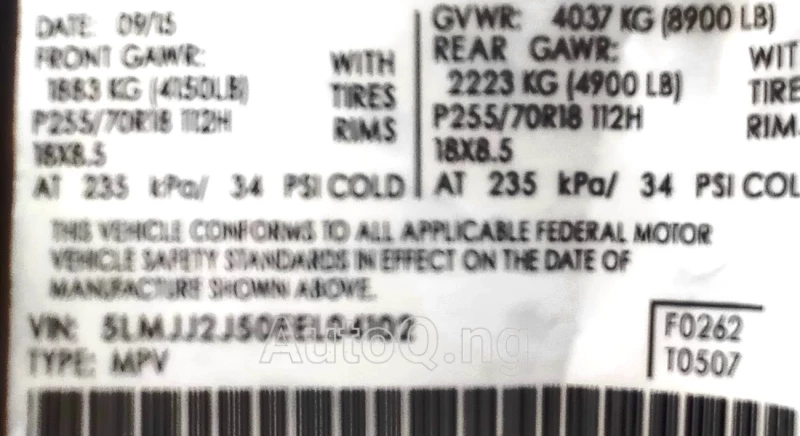 DATE: 09/15
FRONT GAWR:
1883 KG (4150LB)
P255/70R18 112H
18X8.5
WITH
TIRES
RIMS
AT 235 kPa/ 34 PSI COLD
GVWR: 4037 KG (8900 LB)
REAR GAWR:
2223 KG (4900 LB)
P255/70R18 112H
18X8.5
WIT
TIRE
RIM
AT 235 kPa/ 34 PSI COL
THIS VEHICLE CONFORMS TO ALL APPLICABLE FEDERAL MOTOR
VEHICLE SAFETY STANDARDS IN EFFECT ON THE DATE OF
MANUFACTURE SHOWN ABOVE.
VIN:
TYPE: MPV
F0262
T0507
AutoQ.ng